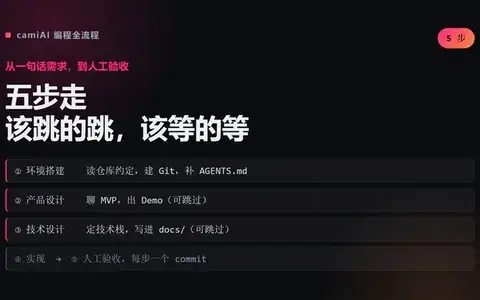 camiAI 编程全流程
5 步
从一句话需求，到人工验收
五步走
该跳的跳，该等的等
① 环境搭建 读仓库约定，建 Git，补 AGENTS.md
② 产品设计 聊 MVP，出 Demo（可跳过）
③ 技术设计 定技术栈，写进 docs/（可跳过）
④ 实现 → ⑤ 人工验收，每步一个 commit